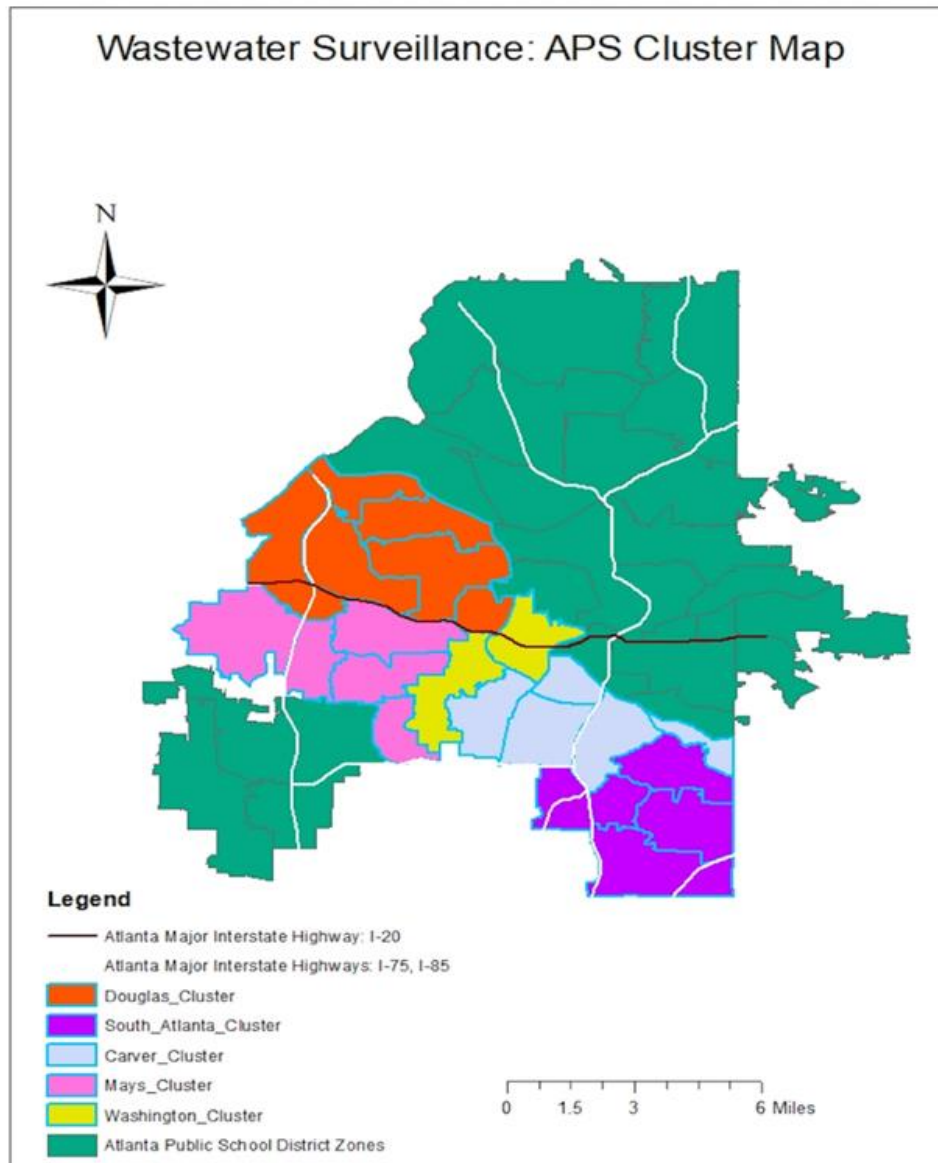 Wastewater Surveillance: APS Cluster Map
N
Legend
Atlanta Major Interstate Highway: I-20
Atlanta Major Interstate Highways: I-75, I-85
Douglas_Cluster
South_Atlanta_Cluster
Carver_Cluster
Mays_Cluster
Washington_Cluster
Atlanta Public School District Zones
0 1.5 3 6 Miles